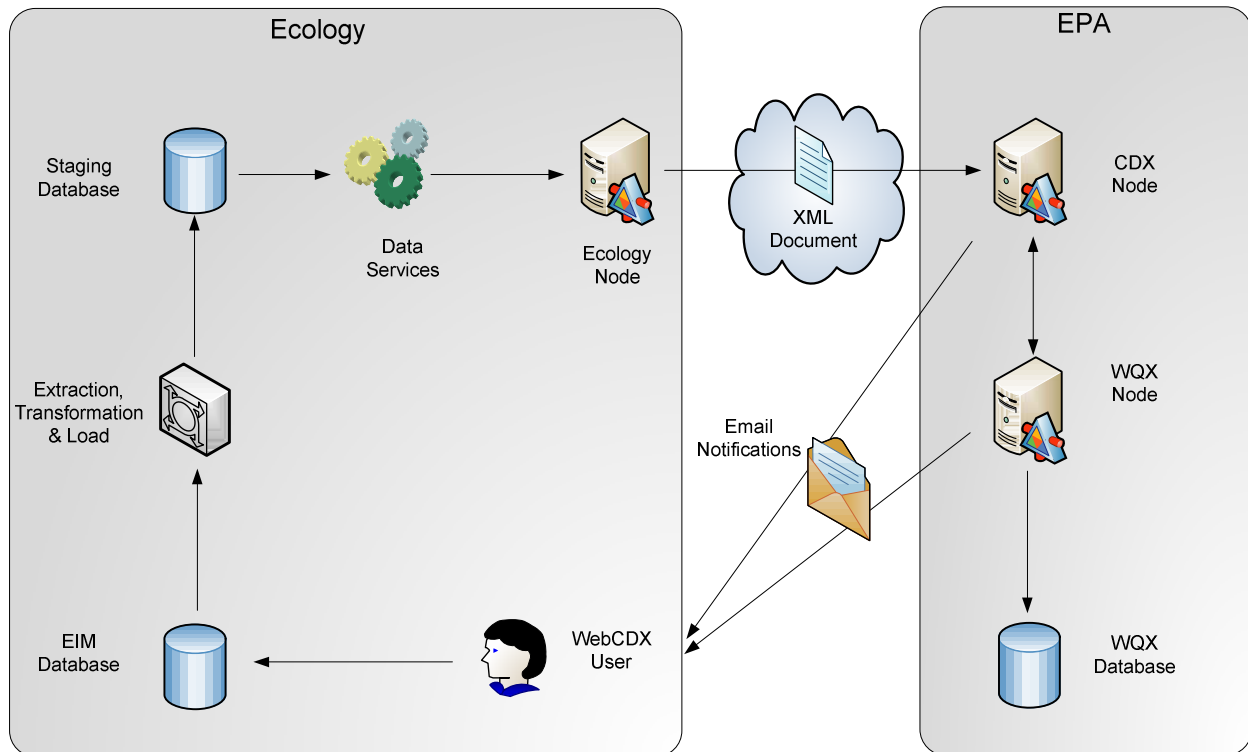 Ecology
EPA
Staging
Database
Data
Services
Ecology
Node
XML
Document
CDX
Node
Extraction,
Transformation
& Load
Email
Notifications
WQX
Node
EIM
Database
WebCDX
User
WQX
Database